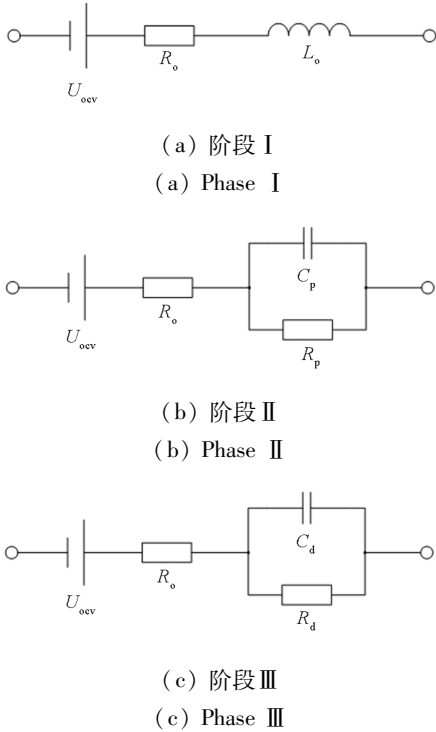 R_o
L_o
U_ocv
(a) 阶段Ⅰ
(a) Phase Ⅰ
C_p
R_o
U_ocv
R_p
(b) 阶段Ⅱ
(b) Phase Ⅱ
C_d
R_o
U_ocv
R_d
(c) 阶段Ⅲ
(c) Phase Ⅲ